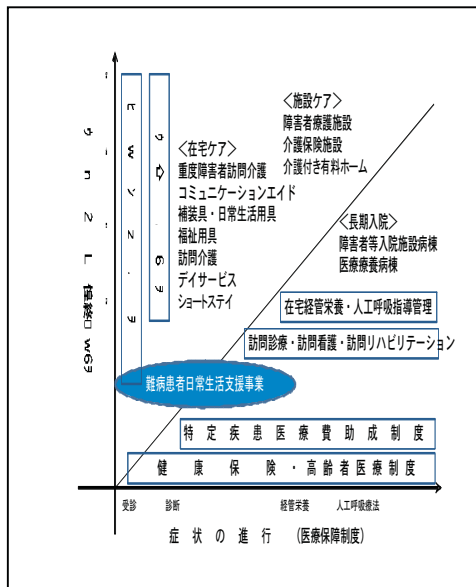 <施設ケア>
障害者療護施設
介護保険施設
介護付き有料ホーム
<在宅ケア>
重度障害者訪問介護
コミュニケーションエイド
補装具・日常生活用具
福祉用具
訪問介護
デイサービス
ショートステイ
<長期入院>
障害者等入院施設病棟
医療療養病棟
在宅経管栄養・人工呼吸指導管理
訪問診療・訪問看護・訪問リハビリテーション
難病患者日常生活支援事業
特定疾患医療費助成制度
健康保険・高齢者医療制度
受診 診断 経管栄養 人工呼吸療法
症状の進行 (医療保障制度)